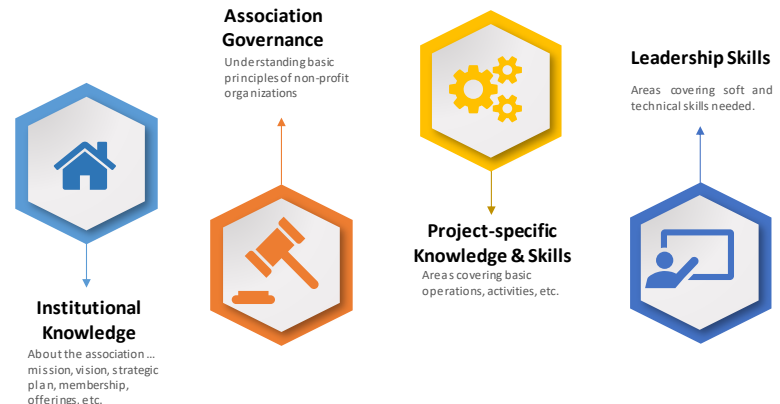 Association
Governance
Understanding basic
principles of non-profit
organizations
Leadership Skills
Areas covering soft and
technical skills needed.
Project-specific
Knowledge & Skills
Areas covering basic
operations, activities, etc.
Institutional
Knowledge
About the association ...
mission, vision, strategic
plan, membership,
offerings, etc.